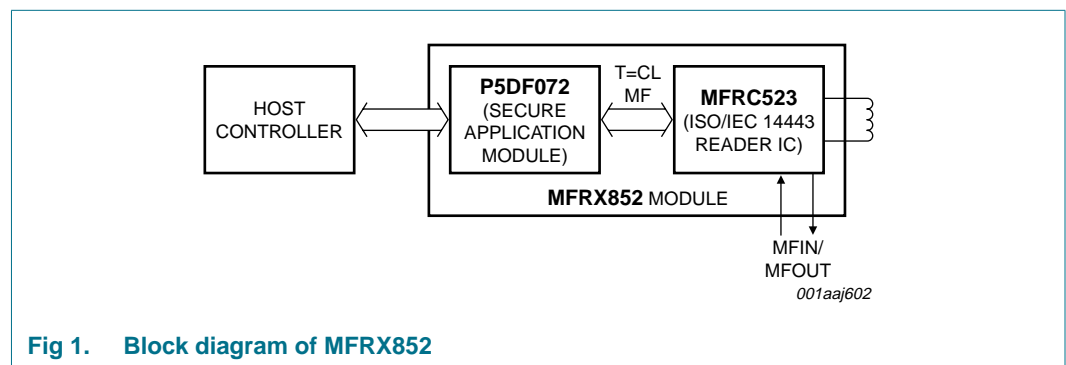 HOST
CONTROLLER
P5DF072
(SECURE
APPLICATION
MODULE)
T=CL
MF
MFRC523
(ISO/IEC 14443
READER IC)
MFRX852 MODULE
MFIN/
MFOUT
001aaj602
Fig 1. Block diagram of MFRX852